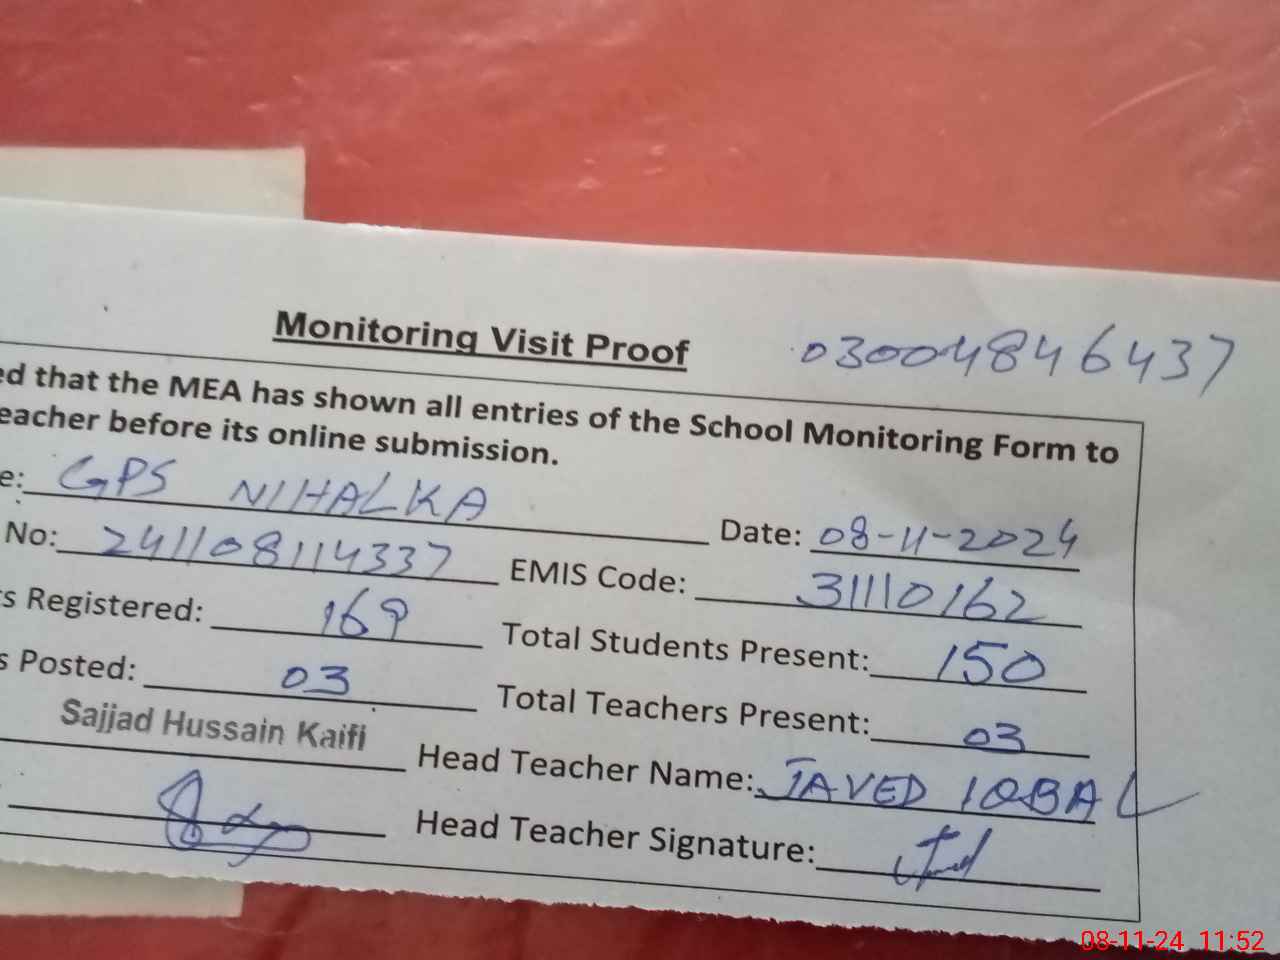 Monitoring Visit Proof 03004846437
ed that the MEA has shown all entries of the School Monitoring Form to
eacher before its online submission.
e: GPS NIHALKA Date: 08-11-2024
No: 241108114337 EMIS Code: 31110162
s Registered: 169 Total Students Present: 150
s Posted: 03 Total Teachers Present: 03
Sajjad Hussain Kaifi Head Teacher Name: JAVED IQBAL
Head Teacher Signature:
08-11-24 11:52